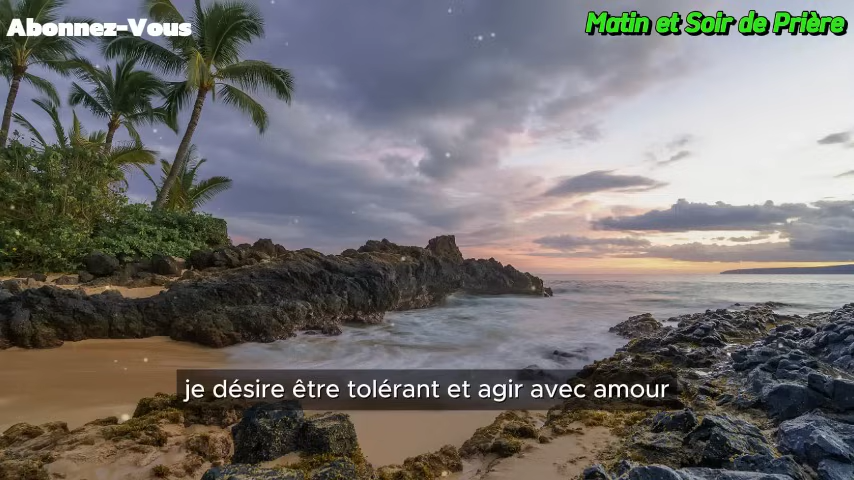 Abonnez-Vous
Matin et Soir de Prière
je désire être tolérant et agir avec amour